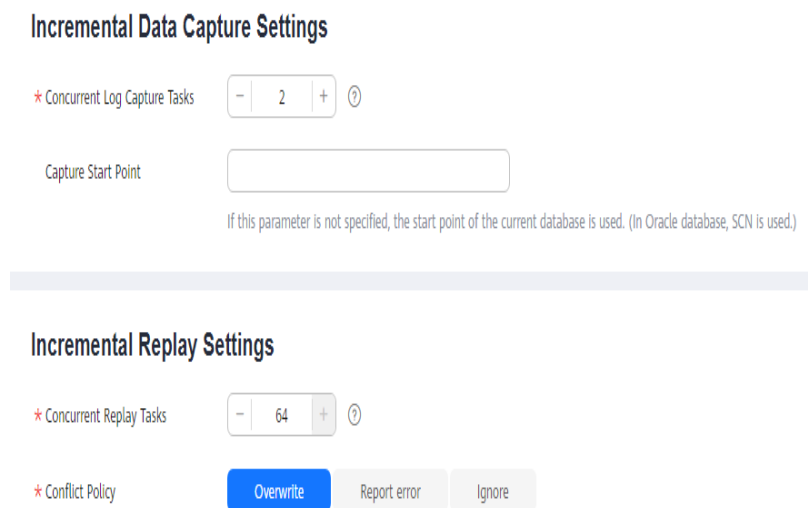 Incremental Data Capture Settings
* Concurrent Log Capture Tasks − 2 + ?
Capture Start Point
If this parameter is not specified, the start point of the current database is used. (In Oracle database, SCN is used.)
Incremental Replay Settings
* Concurrent Replay Tasks − 64 + ?
* Conflict Policy Overwrite Report error Ignore